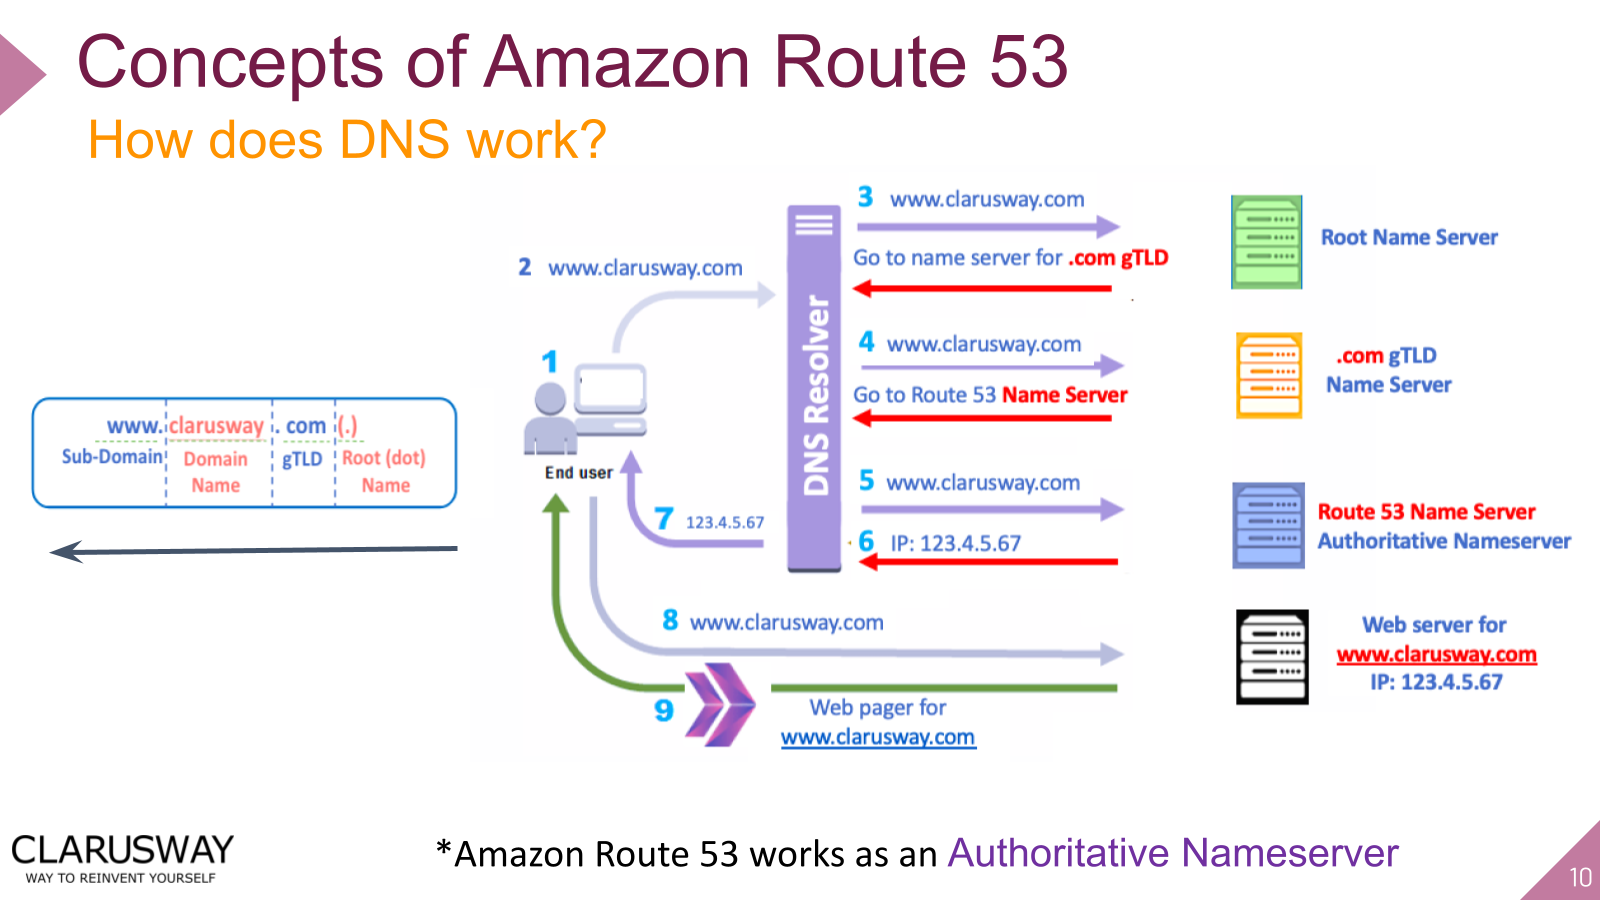 Concepts of Amazon Route 53
How does DNS work?
3 www.clarusway.com
Go to name server for .com gTLD
Root Name Server
2 www.clarusway.com
DNS Resolver
4 www.clarusway.com
Go to Route 53 Name Server
.com gTLD
Name Server
1
End user
www. clarusway . com (.)
Sub-Domain Domain Name gTLD Root (dot) Name
5 www.clarusway.com
6 IP: 123.4.5.67
Route 53 Name Server
Authoritative Nameserver
7 123.4.5.67
8 www.clarusway.com
Web server for
www.clarusway.com
IP: 123.4.5.67
9
Web pager for
www.clarusway.com
CLARUSWAY
WAY TO REINVENT YOURSELF
*Amazon Route 53 works as an Authoritative Nameserver
10